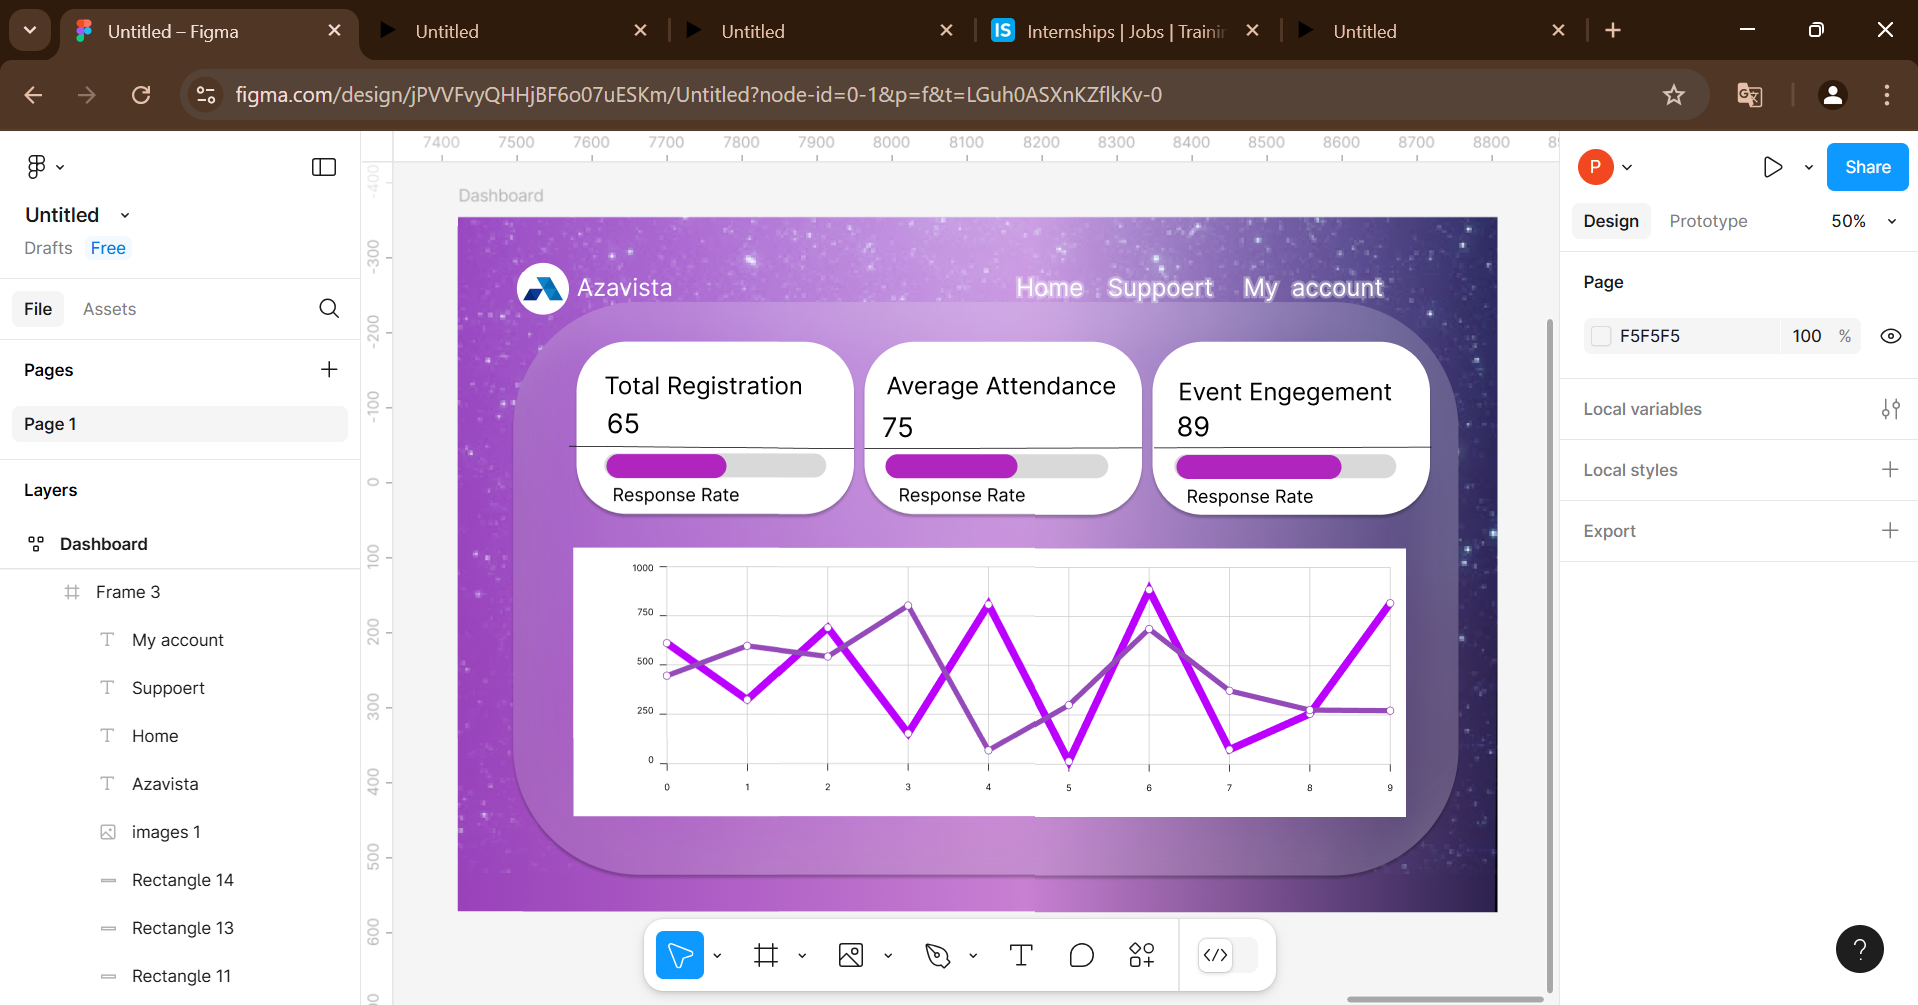 Untitled – Figma
Untitled
Untitled
IS Internships | Jobs | Trainin
Untitled
figma.com/design/jPVVFvyQHHjBF6o07uESKm/Untitled?node-id=0-1&p=f&t=LGuh0ASXnKZflkKv-0
7400 7500 7600 7700 7800 7900 8000 8100 8200 8300 8400 8500 8600 8700 8800
-400
-300
-200
-100
0
100
200
300
400
500
600
Untitled
Drafts Free
File Assets
Pages
Page 1
Layers
Dashboard
Frame 3
My account
Suppoert
Home
Azavista
images 1
Rectangle 14
Rectangle 13
Rectangle 11
Dashboard
Azavista
Home Suppoert My account
Total Registration
65
Response Rate
Average Attendance
75
Response Rate
Event Engegement
89
Response Rate
1000
750
500
250
0
0 1 2 3 4 5 6 7 8 9
P
Share
Design Prototype 50%
Page
F5F5F5 100 %
Local variables
Local styles
Export
?